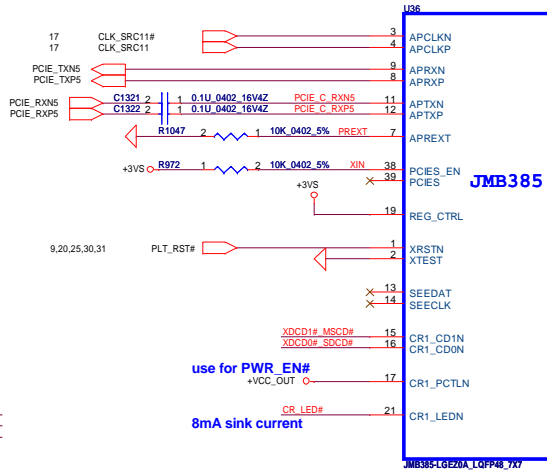 U36
17 CLK_SRC11# 3 APCLKN
17 CLK_SRC11 4 APCLKP
PCIE_TXN5 9 APRXN
PCIE_TXP5 8 APRXP
PCIE_RXN5 C1321 2 1 0.1U_0402_16V4Z PCIE_C_RXN5 11 APTXN
PCIE_RXP5 C1322 2 1 0.1U_0402_16V4Z PCIE_C_RXP5 12 APTXP
R1047 2 1 10K_0402_5% PREXT 7 APREXT
+3VS R972 1 2 10K_0402_5% XIN 38 PCIES_EN
39 PCIES
JMB385
+3VS
19 REG_CTRL
9,20,25,30,31 PLT_RST# 1 XRSTN
2 XTEST
13 SEEDAT
14 SEECLK
XDCD1#_MSCD# 15 CR1_CD1N
XDCD0#_SDCD# 16 CR1_CD0N
use for PWR_EN#
+VCC_OUT 17 CR1_PCTLN
CR_LED# 21 CR1_LEDN
8mA sink current
JMB385-LGEZ0A_LQFP48_7X7